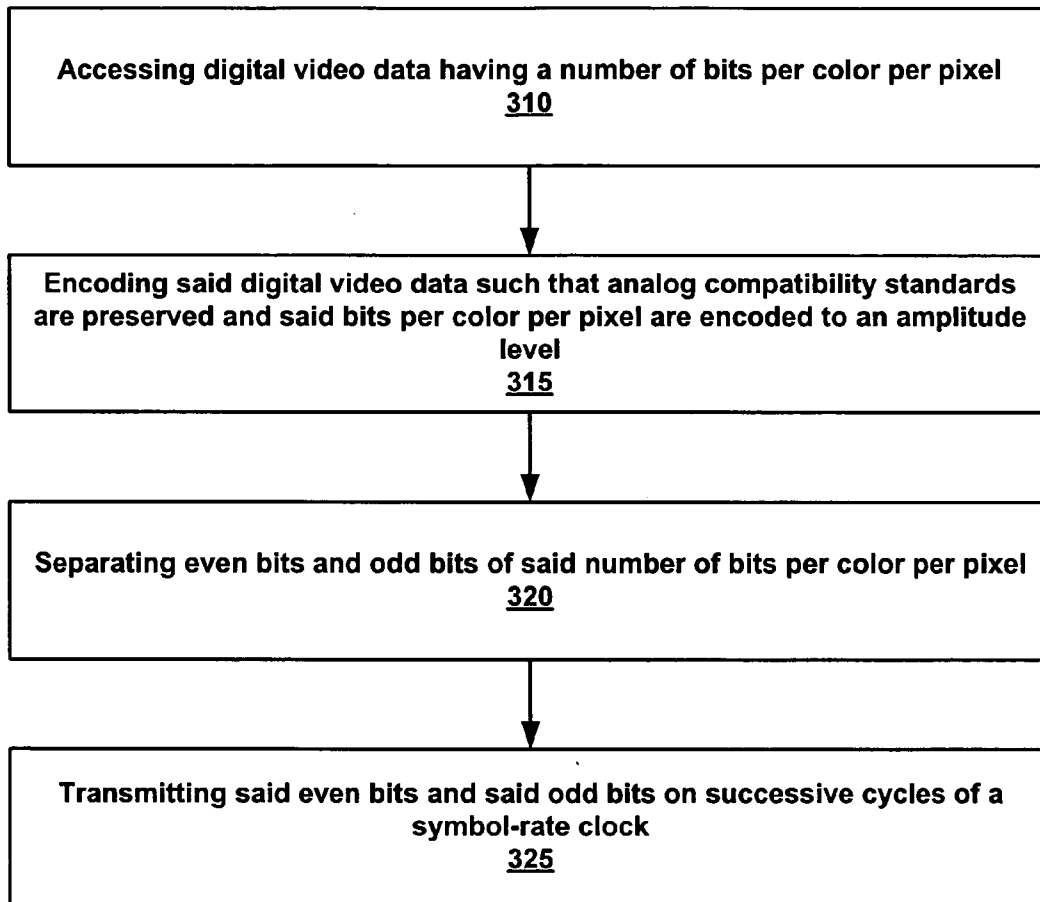 Accessing digital video data having a number of bits per color per pixel
310
Encoding said digital video data such that analog compatibility standards
are preserved and said bits per color per pixel are encoded to an amplitude
level
315
Separating even bits and odd bits of said number of bits per color per pixel
320
Transmitting said even bits and said odd bits on successive cycles of a
symbol-rate clock
325